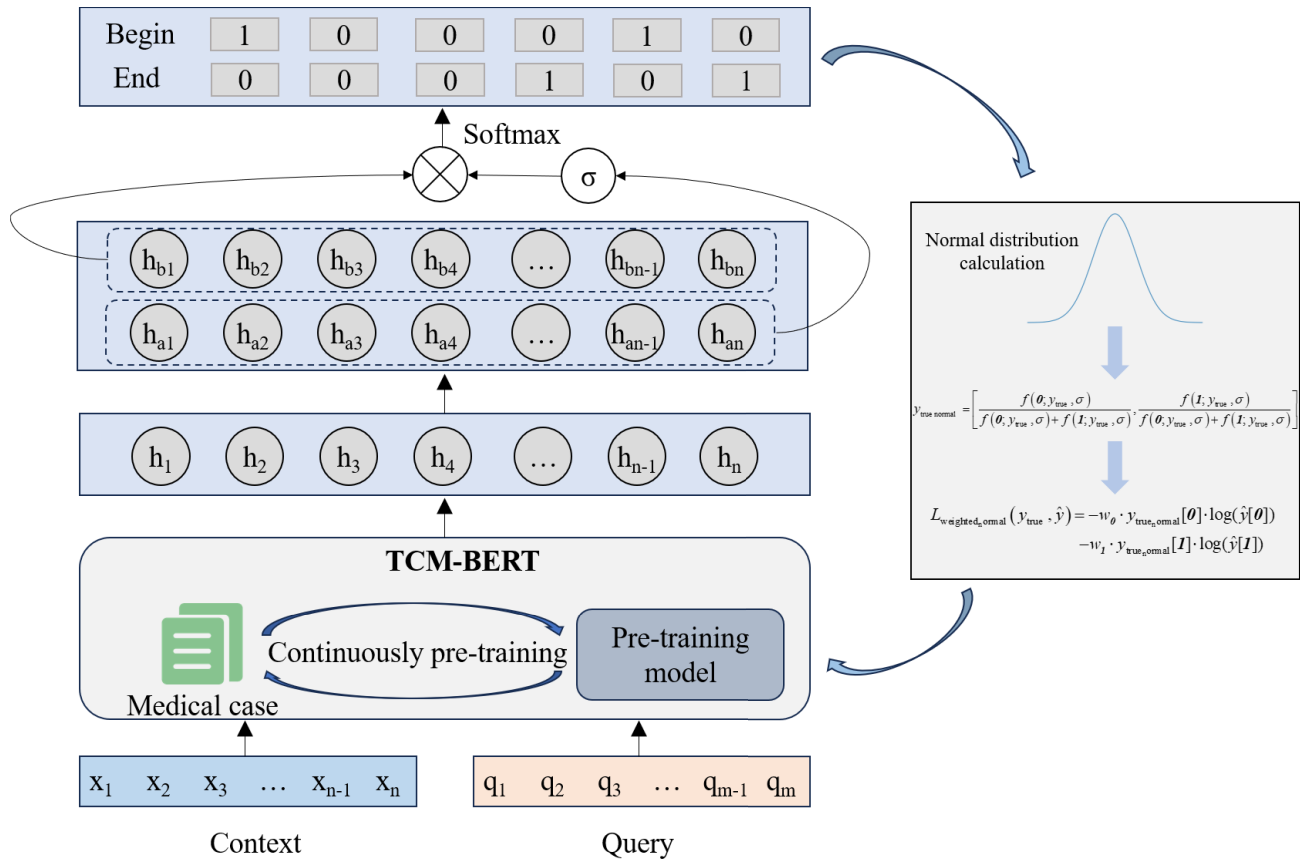 Begin 1 0 0 0 1 0
End 0 0 0 1 0 1
Softmax
σ
h_b1 h_b2 h_b3 h_b4 … h_bn-1 h_bn
h_a1 h_a2 h_a3 h_a4 … h_an-1 h_an
h_1 h_2 h_3 h_4 … h_n-1 h_n
TCM-BERT
Continuously pre-training
Medical case
Pre-training
model
x_1 x_2 x_3 … x_n-1 x_n
q_1 q_2 q_3 … q_m-1 q_m
Context
Query
Normal distribution
calculation
y_true normal = [ f(0; y_true, σ) / f(0; y_true, σ) + f(1; y_true, σ) , f(1; y_true, σ) / f(0; y_true, σ) + f(1; y_true, σ) ]
L_weighted_normal (y_true , ŷ) = −w_0 · y_true_normal[0] · log(ŷ[0])
−w_1 · y_true_normal[1] · log(ŷ[1])